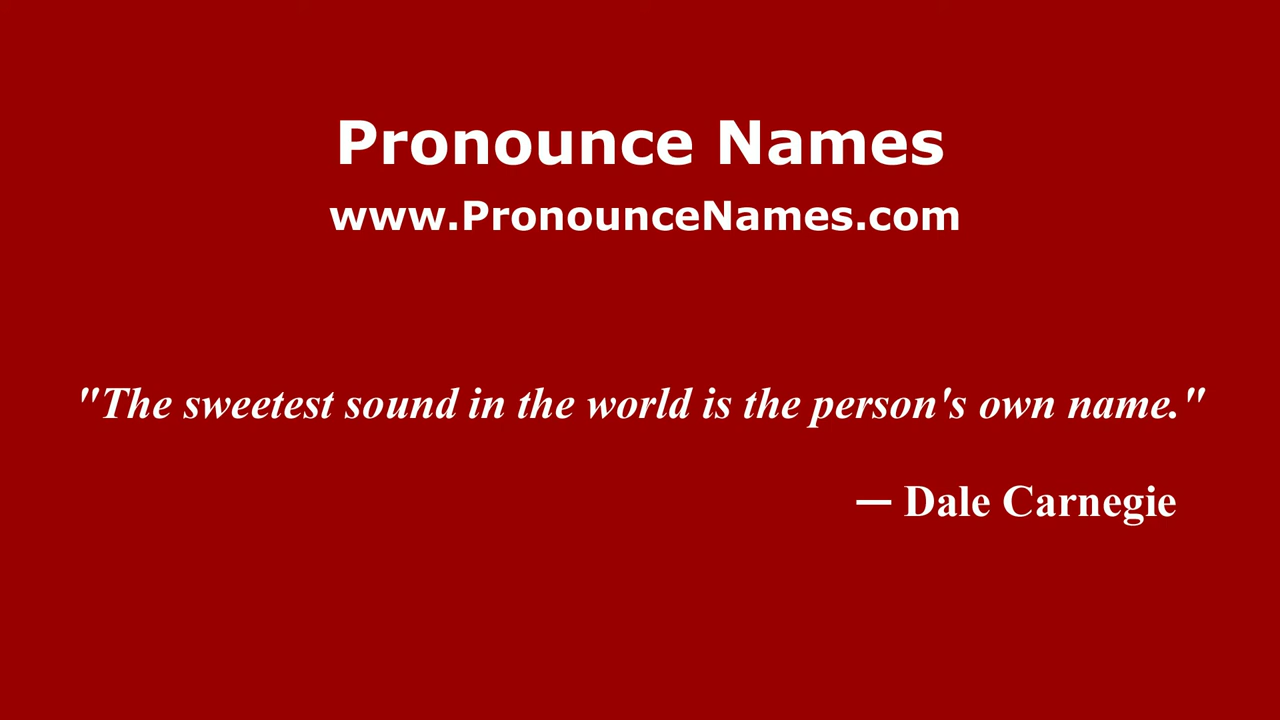 Pronounce Names
www.PronounceNames.com
"The sweetest sound in the world is the person's own name."
— Dale Carnegie